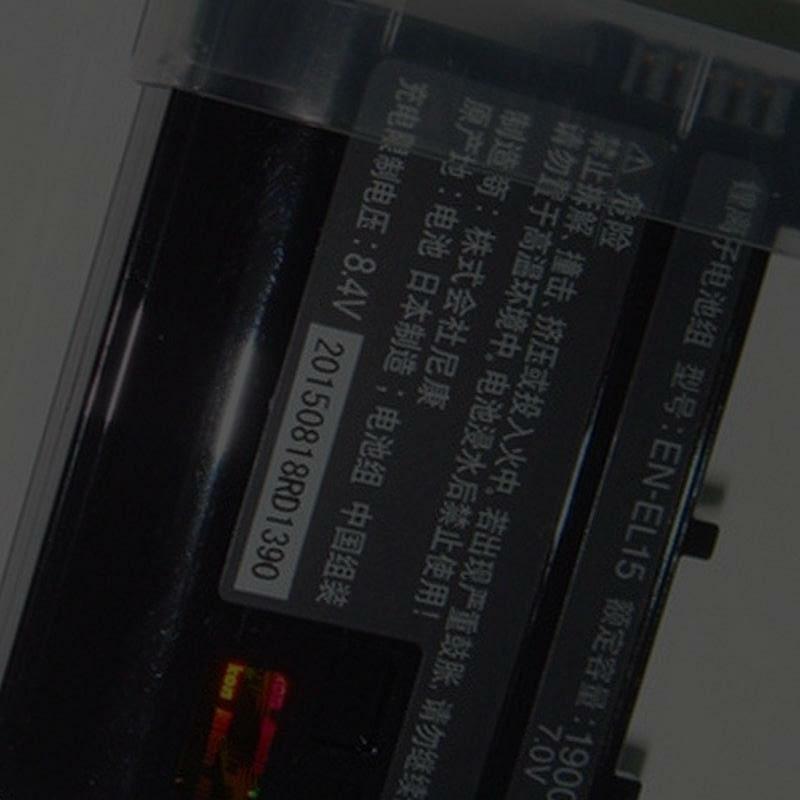 锂离子电池组 型号:EN-EL15 额定容量:1900
7.0V
危险
禁止拆解、撞击、挤压或投入火中。若出现严重鼓胀,请勿继续
请勿置于高温环境中。电池浸水后禁止使用!
制造商:株式会社尼康
原产地:电池 日本制造;电池组 中国组装
充电限制电压:8.4V
20150818RD1390